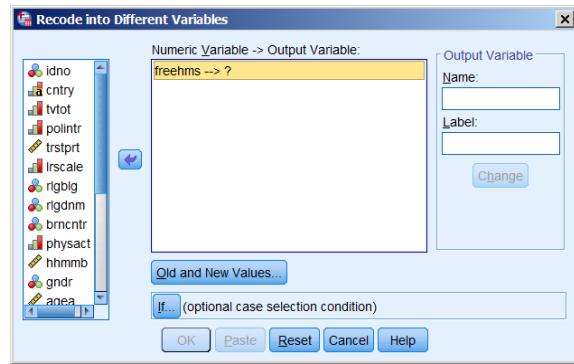 Recode into Different Variables
Numeric Variable -> Output Variable:
freehms --> ?
idno
cntry
tvtot
polintr
trstprt
lrscale
rlgblg
rlgdnm
brncntr
physact
hhmmb
gndr
agea
Output Variable
Name:
Label:
Change
Old and New Values...
If... (optional case selection condition)
OK Paste Reset Cancel Help